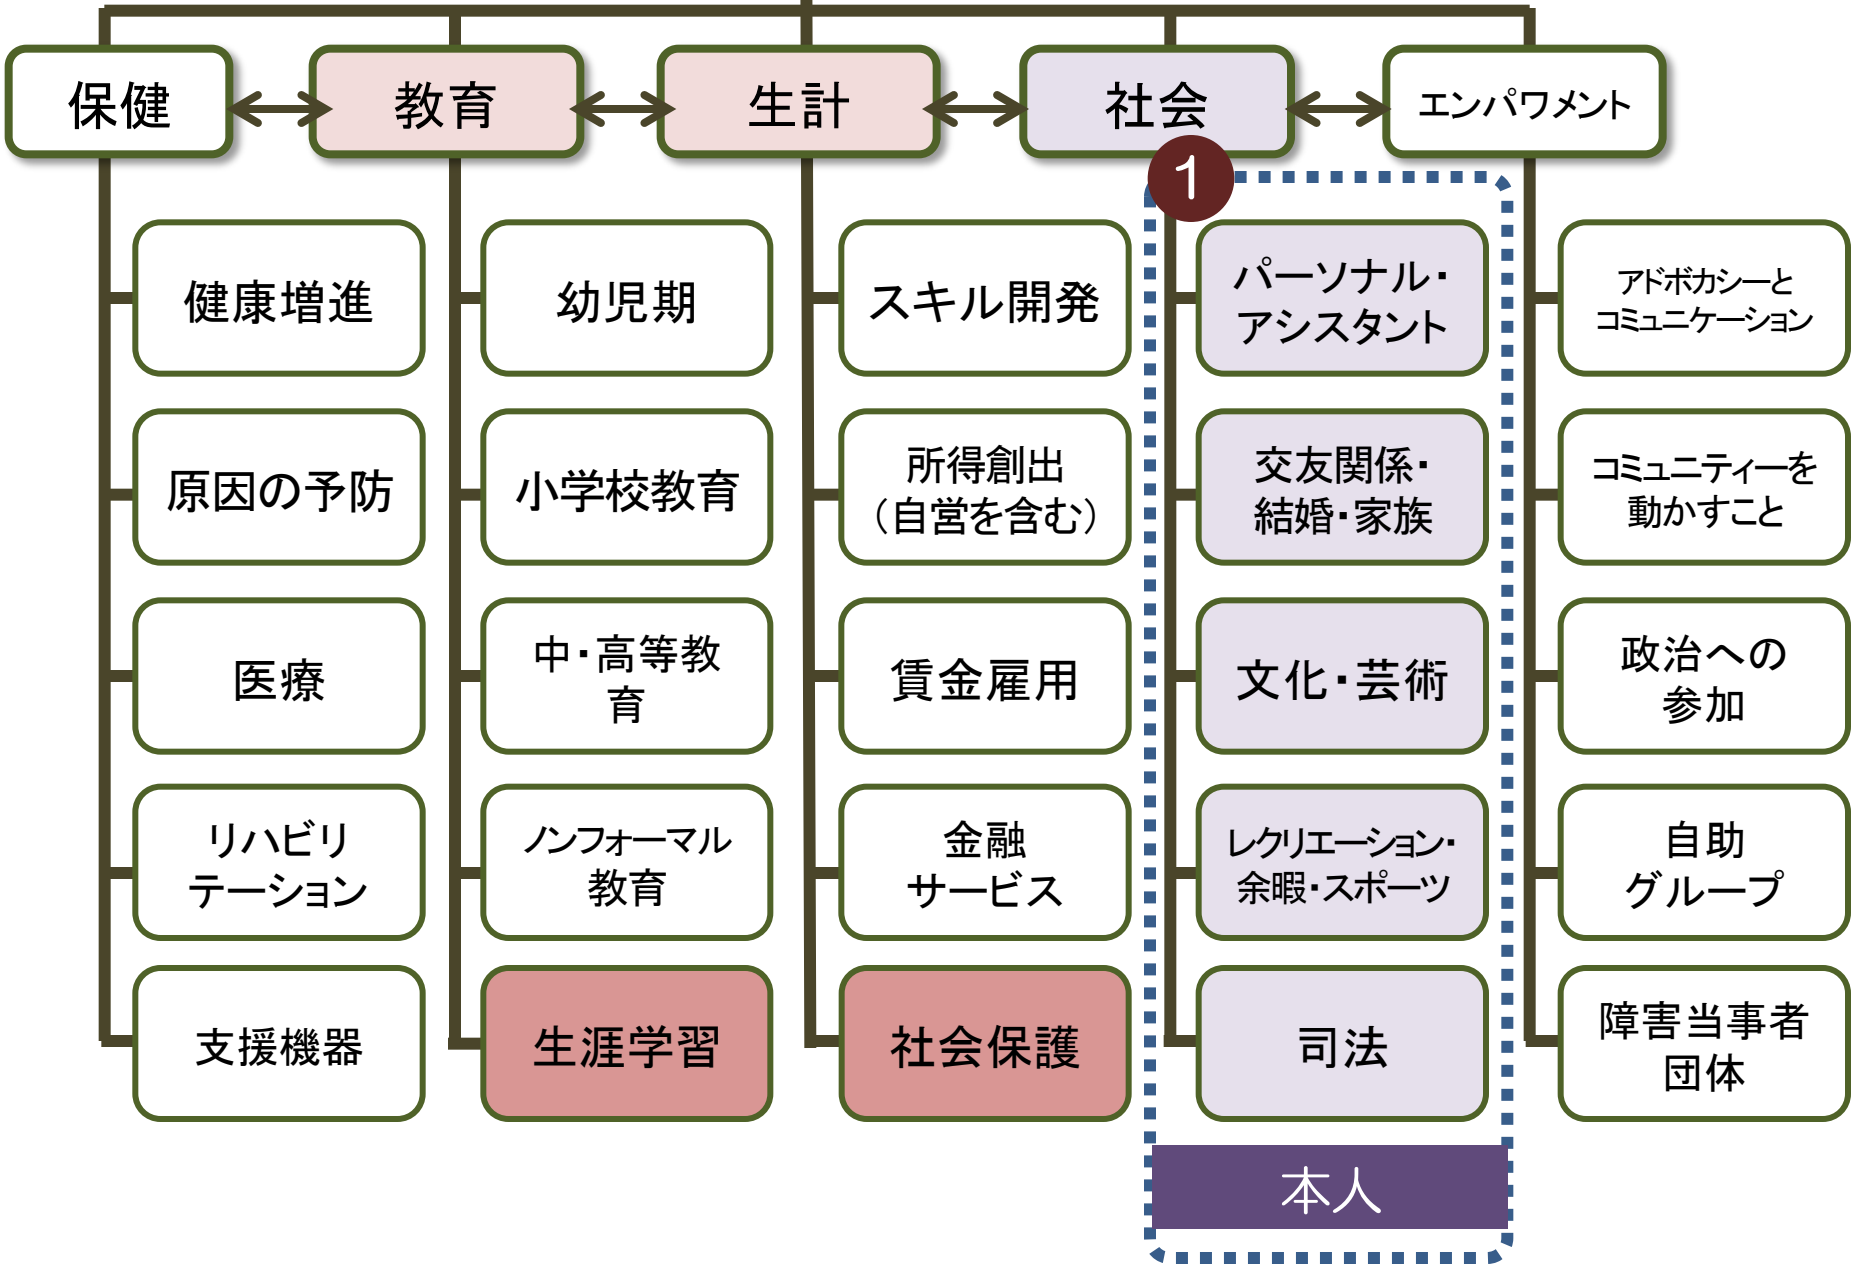 保健
教育
生計
社会
エンパワメント
1
健康増進
原因の予防
医療
リハビリ
テーション
支援機器
幼児期
小学校教育
中・高等教
育
ノンフォーマル
教育
生涯学習
スキル開発
所得創出
（自営を含む）
賃金雇用
金融
サービス
社会保護
パーソナル・
アシスタント
交友関係・
結婚・家族
文化・芸術
レクリエーション・
余暇・スポーツ
司法
本人
アドボカシーと
コミュニケーション
コミュニティーを
動かすこと
政治への
参加
自助
グループ
障害当事者
団体